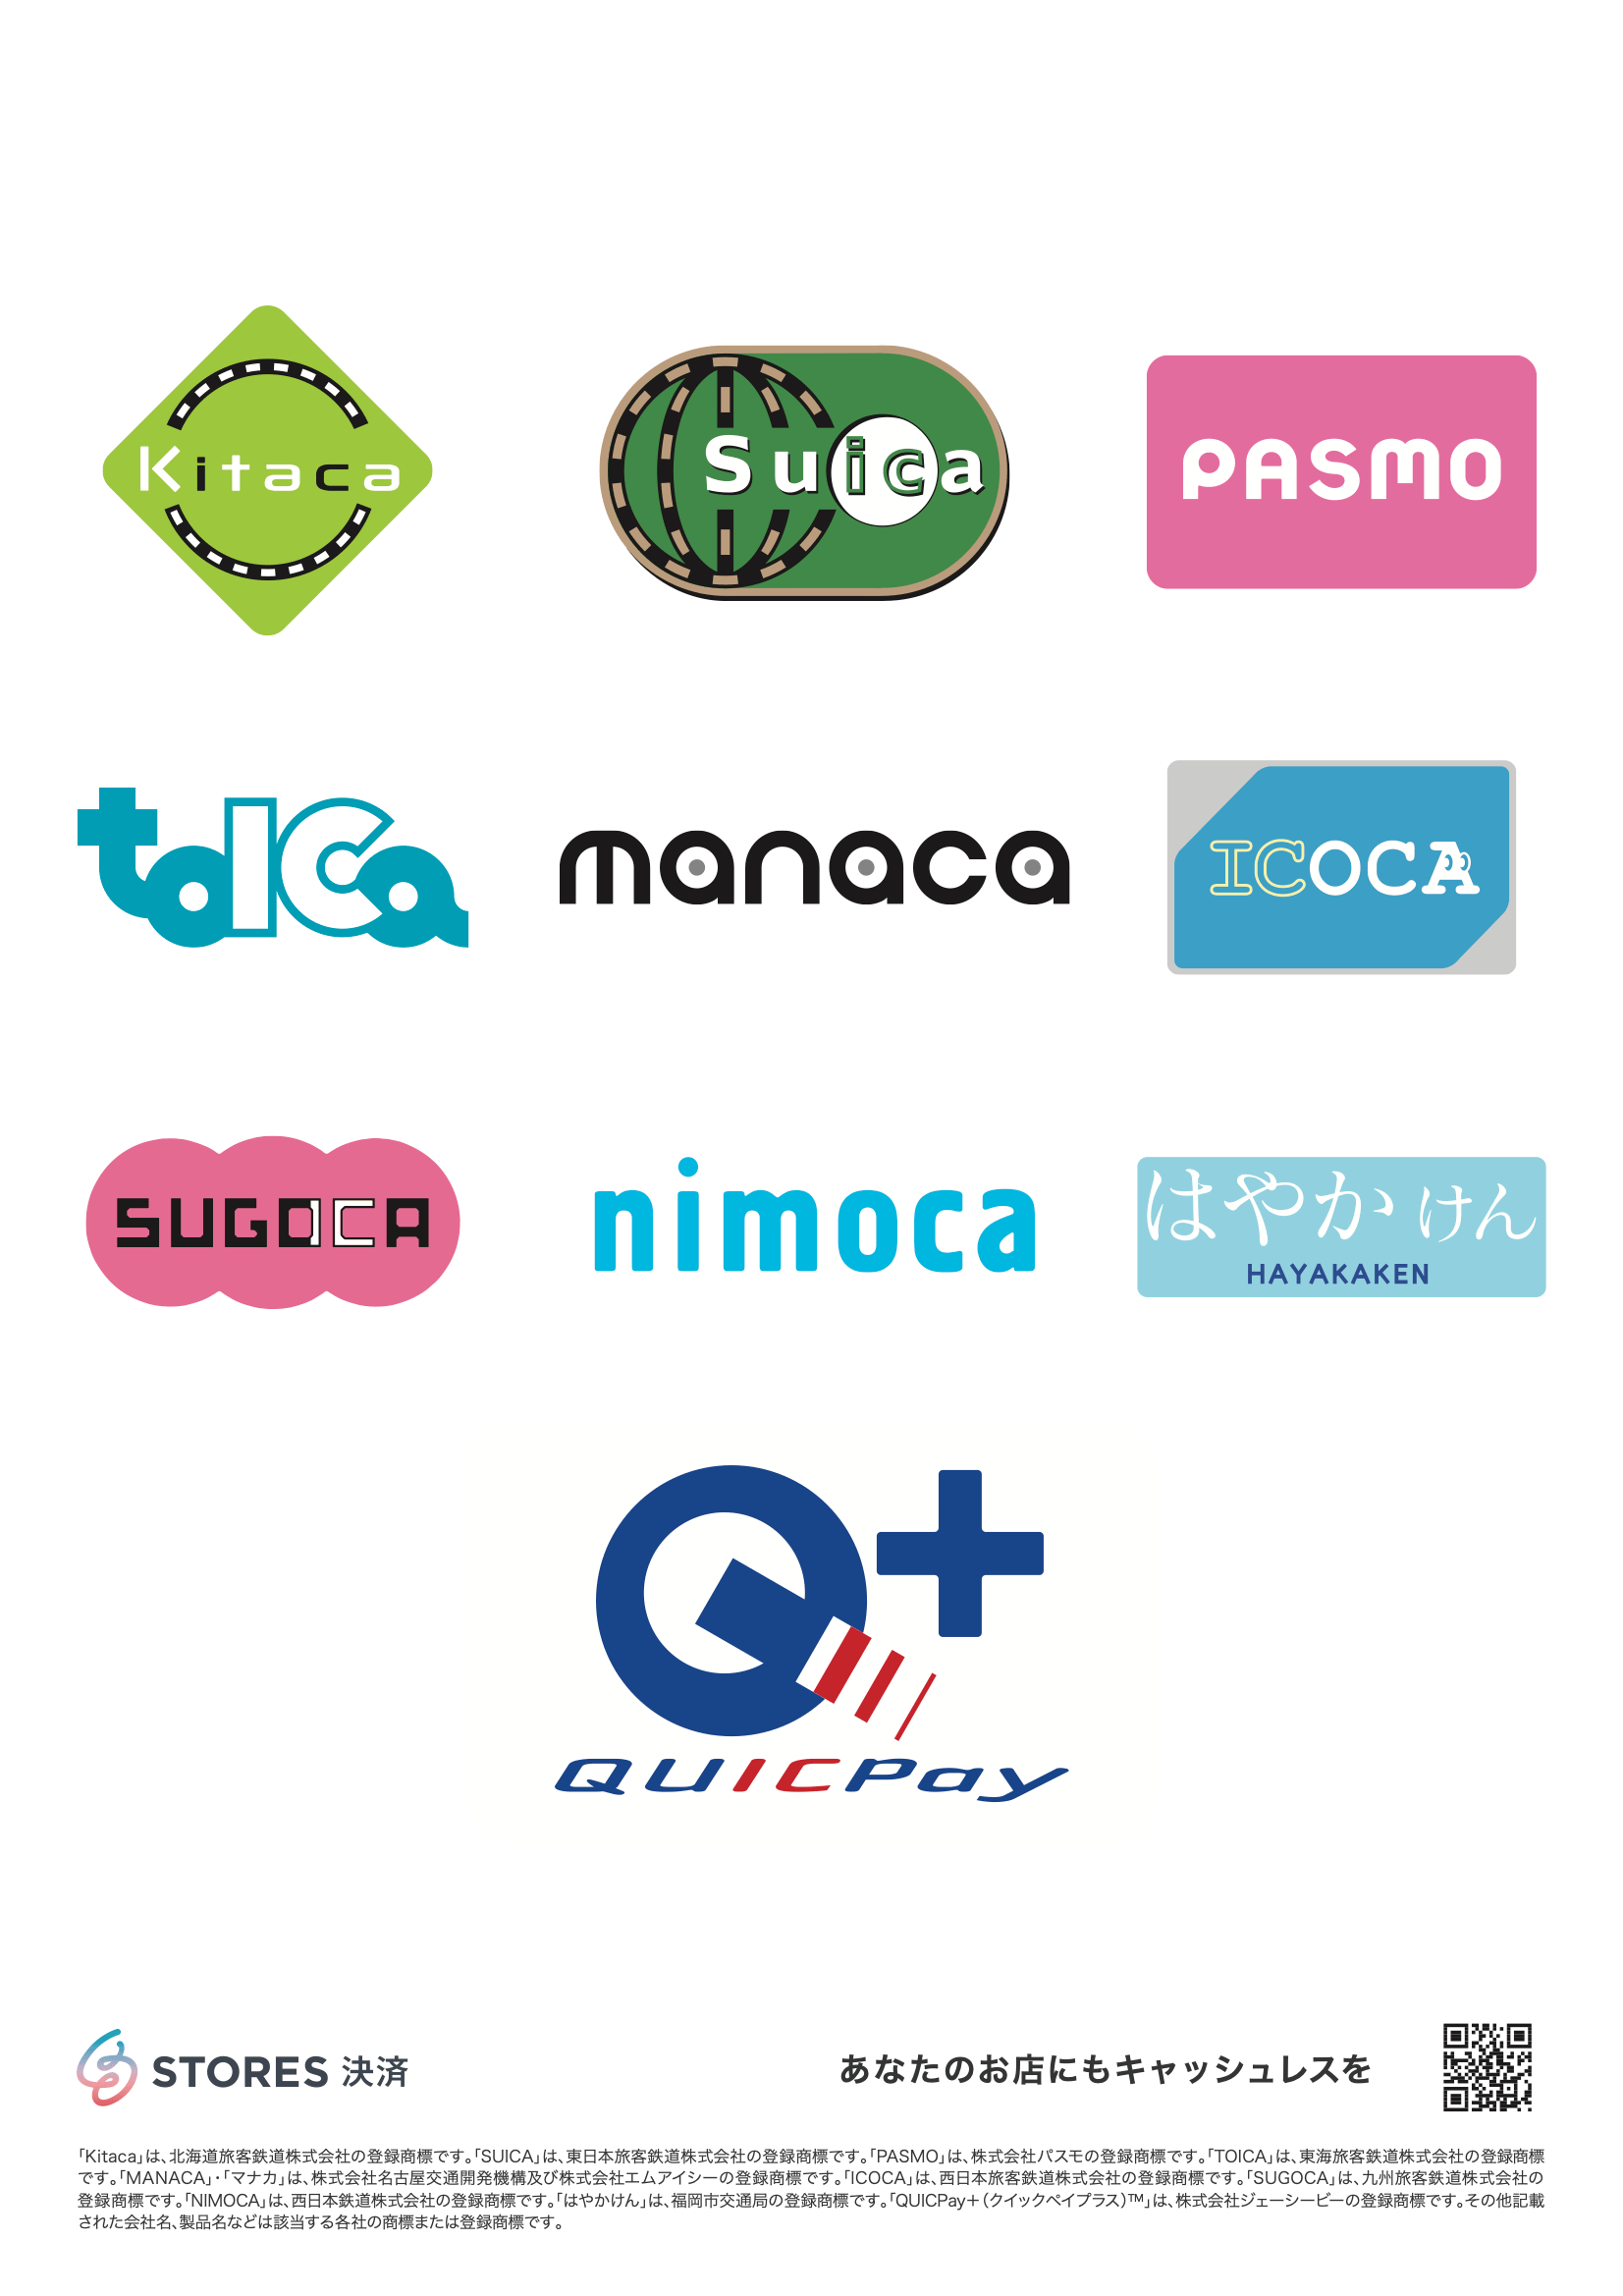 Kitaca
Suica
PASMO
TOICa
manaca
ICOCA
SUGOCA
nimoca
はやかけん
HAYAKAKEN
Q+
QUICPay
STORES 決済
あなたのお店にもキャッシュレスを
「Kitaca」は、北海道旅客鉄道株式会社の登録商標です。「SUICA」は、東日本旅客鉄道株式会社の登録商標です。「PASMO」は、株式会社パスモの登録商標です。「TOICA」は、東海旅客鉄道株式会社の登録商標
です。「MANACA」・「マナカ」は、株式会社名古屋交通開発機構及び株式会社エムアイシーの登録商標です。「ICOCA」は、西日本旅客鉄道株式会社の登録商標です。「SUGOCA」は、九州旅客鉄道株式会社の
登録商標です。「NIMOCA」は、西日本鉄道株式会社の登録商標です。「はやかけん」は、福岡市交通局の登録商標です。「QUICPay+（クイックペイプラス）™」は、株式会社ジェーシービーの登録商標です。その他記載
された会社名、製品名などは該当する各社の商標または登録商標です。